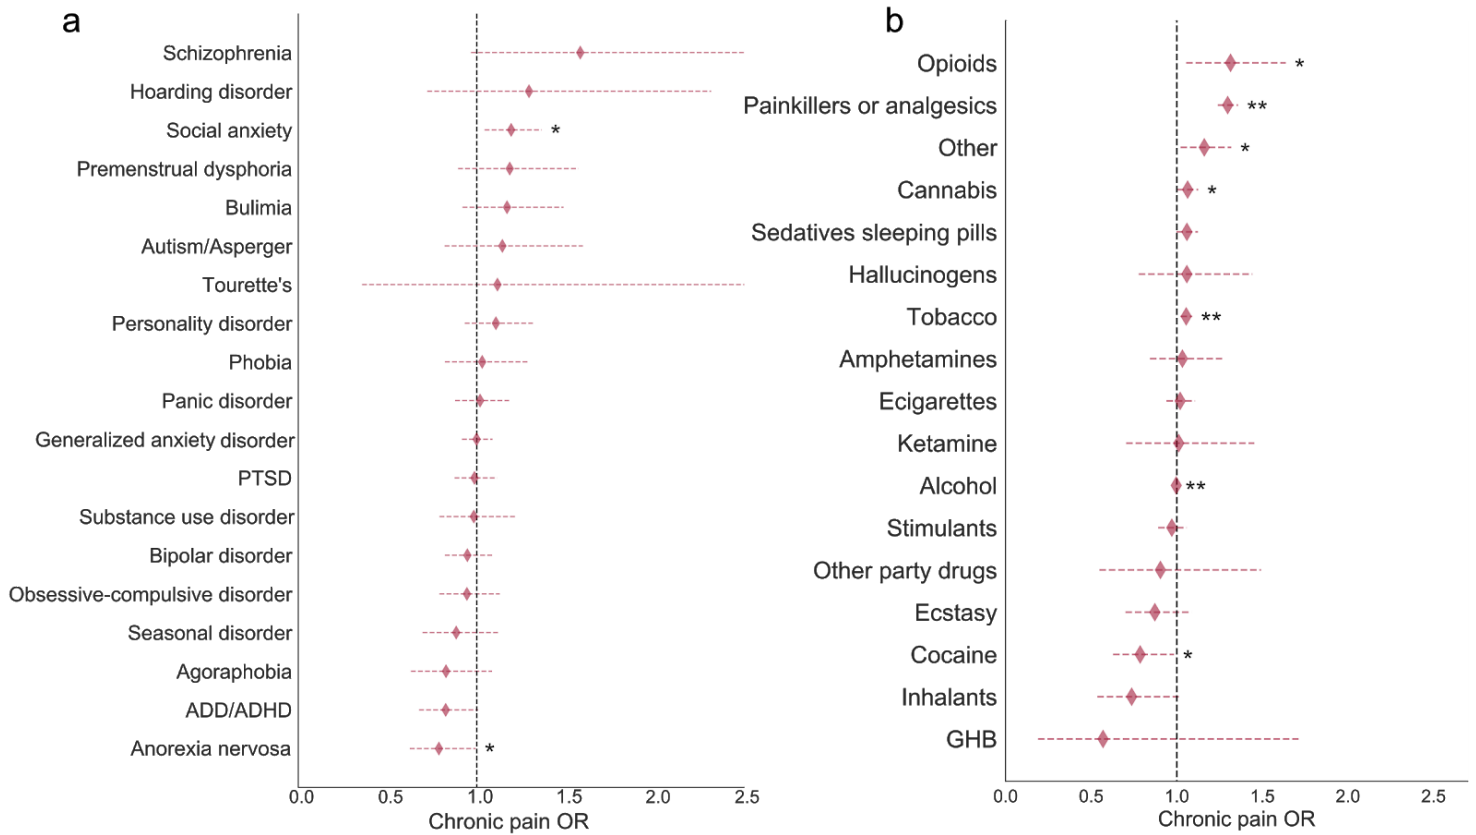 a
Schizophrenia
Hoarding disorder
Social anxiety *
Premenstrual dysphoria
Bulimia
Autism/Asperger
Tourette's
Personality disorder
Phobia
Panic disorder
Generalized anxiety disorder
PTSD
Substance use disorder
Bipolar disorder
Obsessive-compulsive disorder
Seasonal disorder
Agoraphobia
ADD/ADHD
Anorexia nervosa *
0.0 0.5 1.0 1.5 2.0 2.5
Chronic pain OR
b
Opioids *
Painkillers or analgesics **
Other *
Cannabis *
Sedatives sleeping pills
Hallucinogens
Tobacco **
Amphetamines
Ecigarettes
Ketamine
Alcohol **
Stimulants
Other party drugs
Ecstasy
Cocaine *
Inhalants
GHB
0.0 0.5 1.0 1.5 2.0 2.5
Chronic pain OR